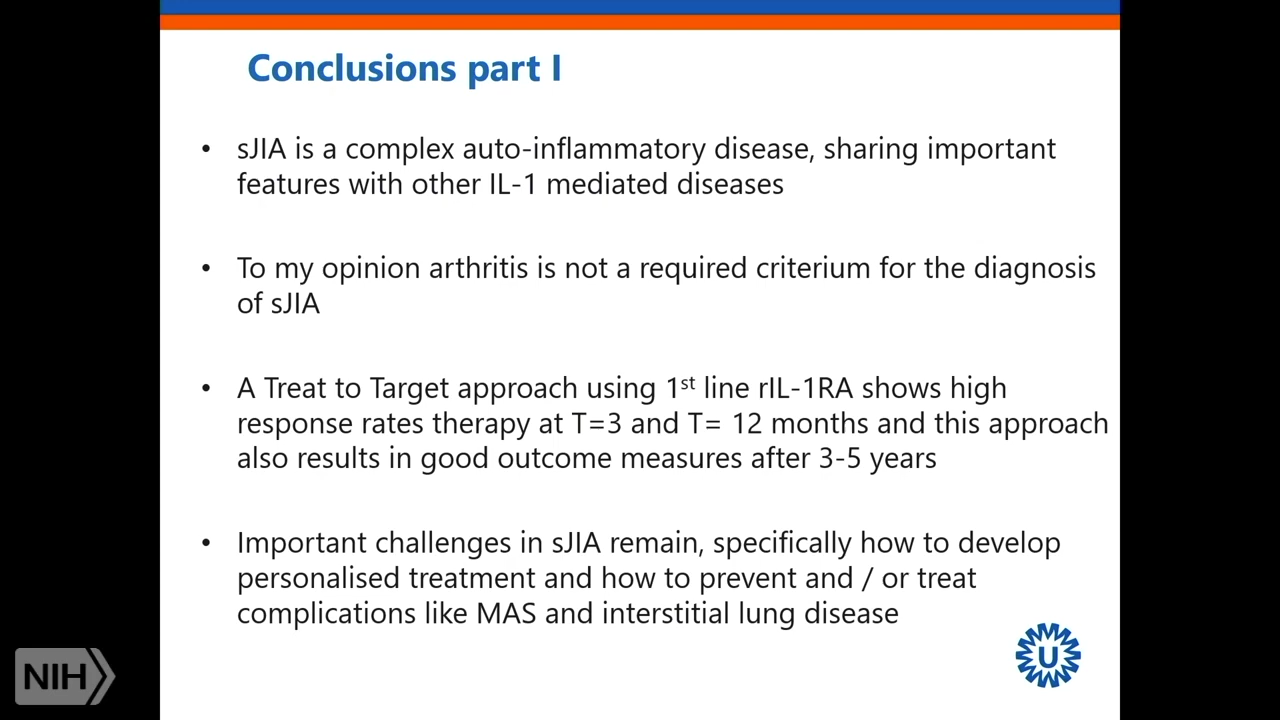 Conclusions part I
• sJIA is a complex auto-inflammatory disease, sharing important
features with other IL-1 mediated diseases
• To my opinion arthritis is not a required criterium for the diagnosis
of sJIA
• A Treat to Target approach using 1st line rIL-1RA shows high
response rates therapy at T=3 and T= 12 months and this approach
also results in good outcome measures after 3-5 years
• Important challenges in sJIA remain, specifically how to develop
personalised treatment and how to prevent and / or treat
complications like MAS and interstitial lung disease
U
NIH